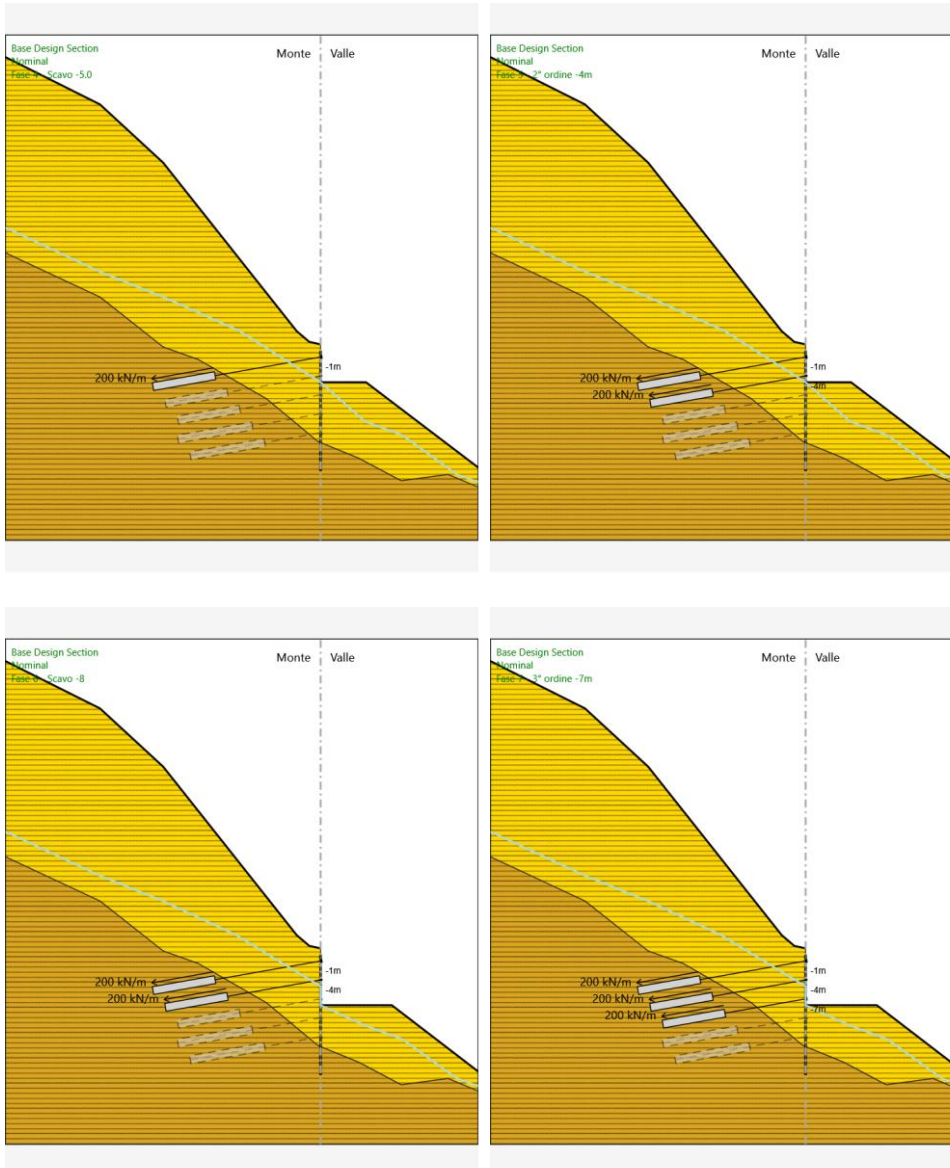 Base Design Section
Nominal
Fase 4 - Scavo -5.0
Monte
Valle
-1m
200 kN/m
Base Design Section
Nominal
Fase 5 - 2° ordine -4m
Monte
Valle
-1m
200 kN/m
-4m
200 kN/m
Base Design Section
Nominal
Fase 6 - Scavo -8
Monte
Valle
-1m
200 kN/m
-4m
200 kN/m
Base Design Section
Nominal
Fase 7 - 3° ordine -7m
Monte
Valle
-1m
200 kN/m
-4m
200 kN/m
-7m
200 kN/m